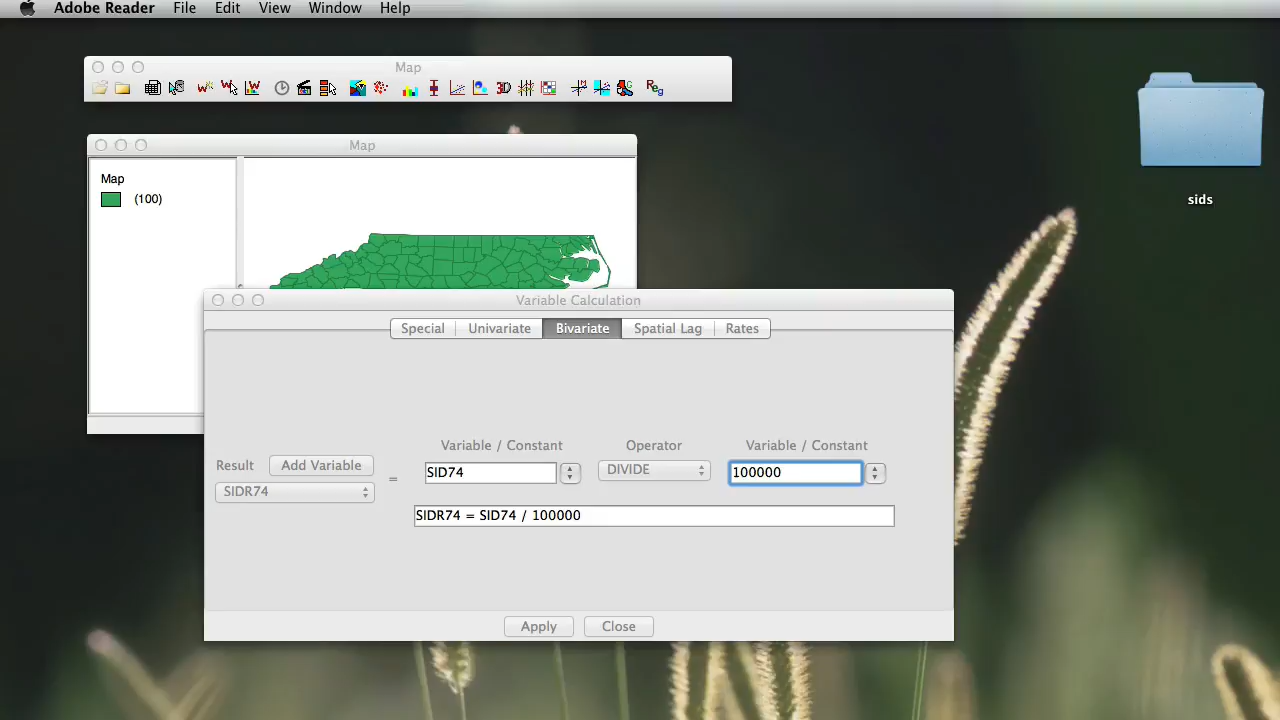 Adobe Reader File Edit View Window Help
Map
Reg
Map
Map
(100)
sids
Variable Calculation
Special Univariate Bivariate Spatial Lag Rates
Variable / Constant Operator Variable / Constant
Result Add Variable = SID74 DIVIDE 100000
SIDR74
SIDR74 = SID74 / 100000
Apply Close